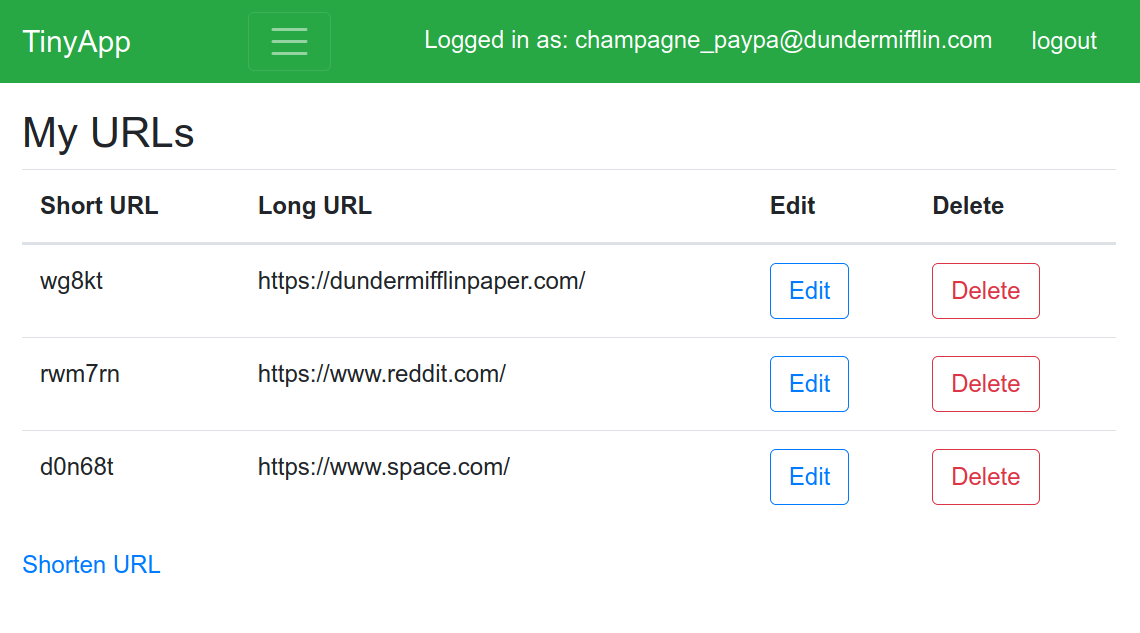 TinyApp Logged in as: champagne_paypa@dundermifflin.com logout
My URLs
Short URL Long URL Edit Delete
wg8kt https://dundermifflinpaper.com/ Edit Delete
rwm7rn https://www.reddit.com/ Edit Delete
d0n68t https://www.space.com/ Edit Delete
Shorten URL